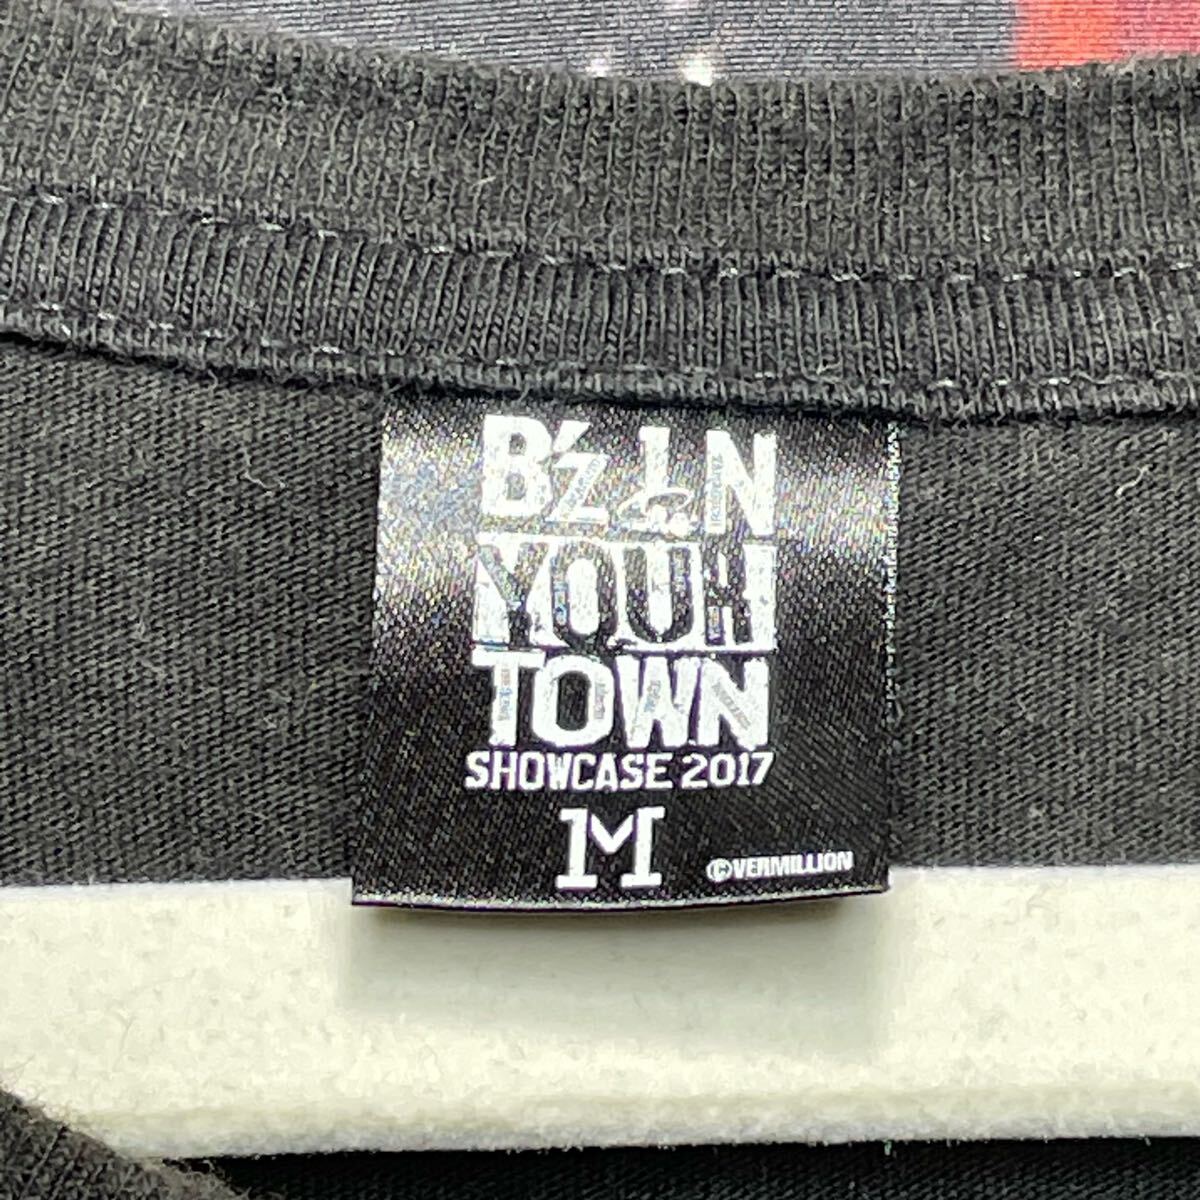 B'z IN
YOUR
TOWN
SHOWCASE 2017
M
©VERMILLION